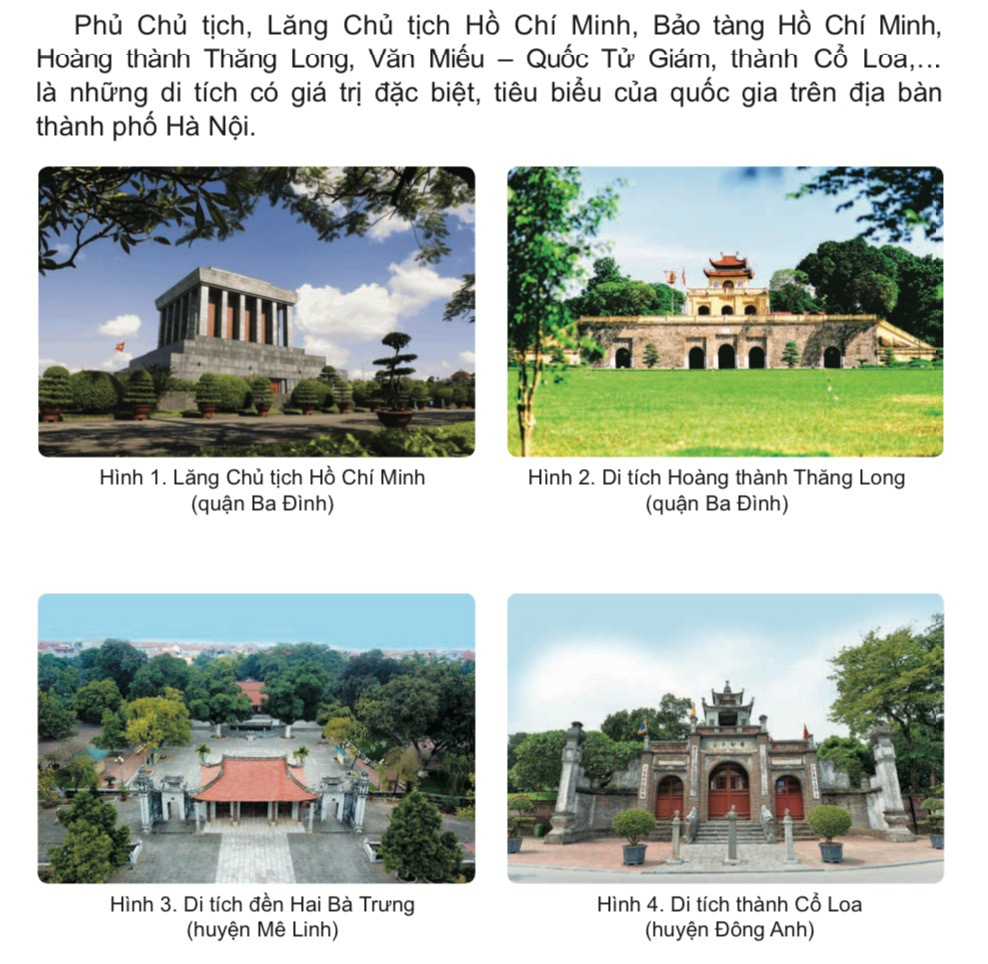 Phủ Chủ tịch, Lăng Chủ tịch Hồ Chí Minh, Bảo tàng Hồ Chí Minh,
Hoàng thành Thăng Long, Văn Miếu – Quốc Tử Giám, thành Cổ Loa,...
là những di tích có giá trị đặc biệt, tiêu biểu của quốc gia trên địa bàn
thành phố Hà Nội.
Hình 1. Lăng Chủ tịch Hồ Chí Minh
(quận Ba Đình)
Hình 2. Di tích Hoàng thành Thăng Long
(quận Ba Đình)
Hình 3. Di tích đền Hai Bà Trưng
(huyện Mê Linh)
Hình 4. Di tích thành Cổ Loa
(huyện Đông Anh)